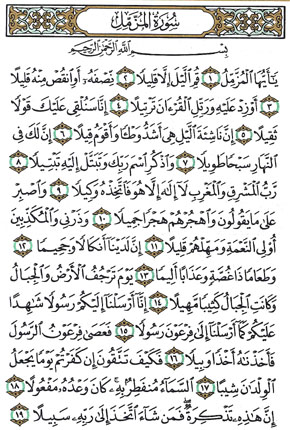 سُورَةُ المُزَّمِّلِ
بِسْمِ اللَّهِ الرَّحْمَٰنِ الرَّحِيمِ
يَٰٓأَيُّهَا ٱلْمُزَّمِّلُ ١ قُمِ ٱلَّيْلَ إِلَّا قَلِيلًا ٢ نِّصْفَهُۥٓ أَوِ ٱنقُصْ مِنْهُ قَلِيلًا
٣ أَوْ زِدْ عَلَيْهِ وَرَتِّلِ ٱلْقُرْءَانَ تَرْتِيلًا ٤ إِنَّا سَنُلْقِى عَلَيْكَ قَوْلًا
ثَقِيلًا ٥ إِنَّ نَاشِئَةَ ٱلَّيْلِ هِىَ أَشَدُّ وَطْـًٔا وَأَقْوَمُ قِيلًا ٦ إِنَّ لَكَ فِى
ٱلنَّهَارِ سَبْحًا طَوِيلًا ٧ وَٱذْكُرِ ٱسْمَ رَبِّكَ وَتَبَتَّلْ إِلَيْهِ تَبْتِيلًا ٨
رَّبُّ ٱلْمَشْرِقِ وَٱلْمَغْرِبِ لَآ إِلَٰهَ إِلَّا هُوَ فَٱتَّخِذْهُ وَكِيلًا ٩ وَٱصْبِرْ
عَلَىٰ مَا يَقُولُونَ وَٱهْجُرْهُمْ هَجْرًا جَمِيلًا ١٠ وَذَرْنِى وَٱلْمُكَذِّبِينَ
أُو۟لِى ٱلنَّعْمَةِ وَمَهِّلْهُمْ قَلِيلًا ١١ إِنَّ لَدَيْنَآ أَنكَالًا وَجَحِيمًا ١٢
وَطَعَامًا ذَا غُصَّةٍ وَعَذَابًا أَلِيمًا ١٣ يَوْمَ تَرْجُفُ ٱلْأَرْضُ وَٱلْجِبَالُ
وَكَانَتِ ٱلْجِبَالُ كَثِيبًا مَّهِيلًا ١٤ إِنَّآ أَرْسَلْنَآ إِلَيْكُمْ رَسُولًا شَٰهِدًا
عَلَيْكُمْ كَمَآ أَرْسَلْنَآ إِلَىٰ فِرْعَوْنَ رَسُولًا ١٥ فَعَصَىٰ فِرْعَوْنُ ٱلرَّسُولَ
فَأَخَذْنَٰهُ أَخْذًا وَبِيلًا ١٦ فَكَيْفَ تَتَّقُونَ إِن كَفَرْتُمْ يَوْمًا يَجْعَلُ
ٱلْوِلْدَٰنَ شِيبًا ١٧ ٱلسَّمَآءُ مُنفَطِرٌۢ بِهِۦ كَانَ وَعْدُهُۥ مَفْعُولًا ١٨
إِنَّ هَٰذِهِۦ تَذْكِرَةٌ فَمَن شَآءَ ٱتَّخَذَ إِلَىٰ رَبِّهِۦ سَبِيلًا ١٩